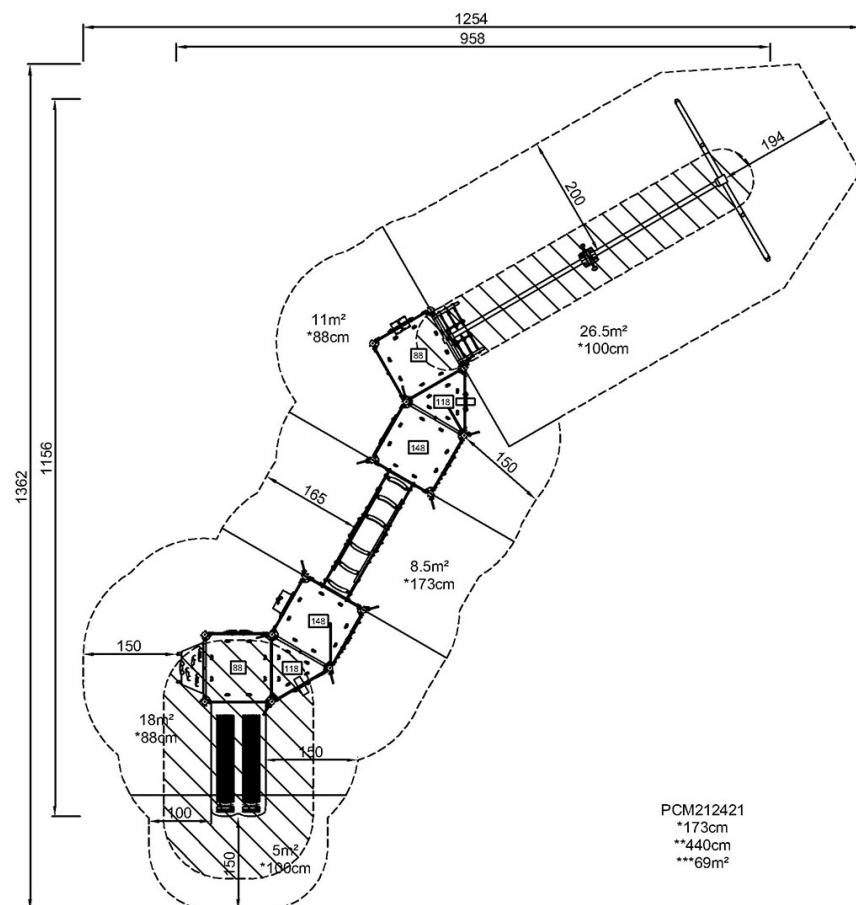 1254
958
194
200
1362
1156
11m²
*88cm
88
26.5m²
*100cm
118
148
150
165
8.5m²
*173cm
148
150
88
118
18m²
*88cm
150
100
150
5m²
*100cm
PCM212421
*173cm
**440cm
***69m²